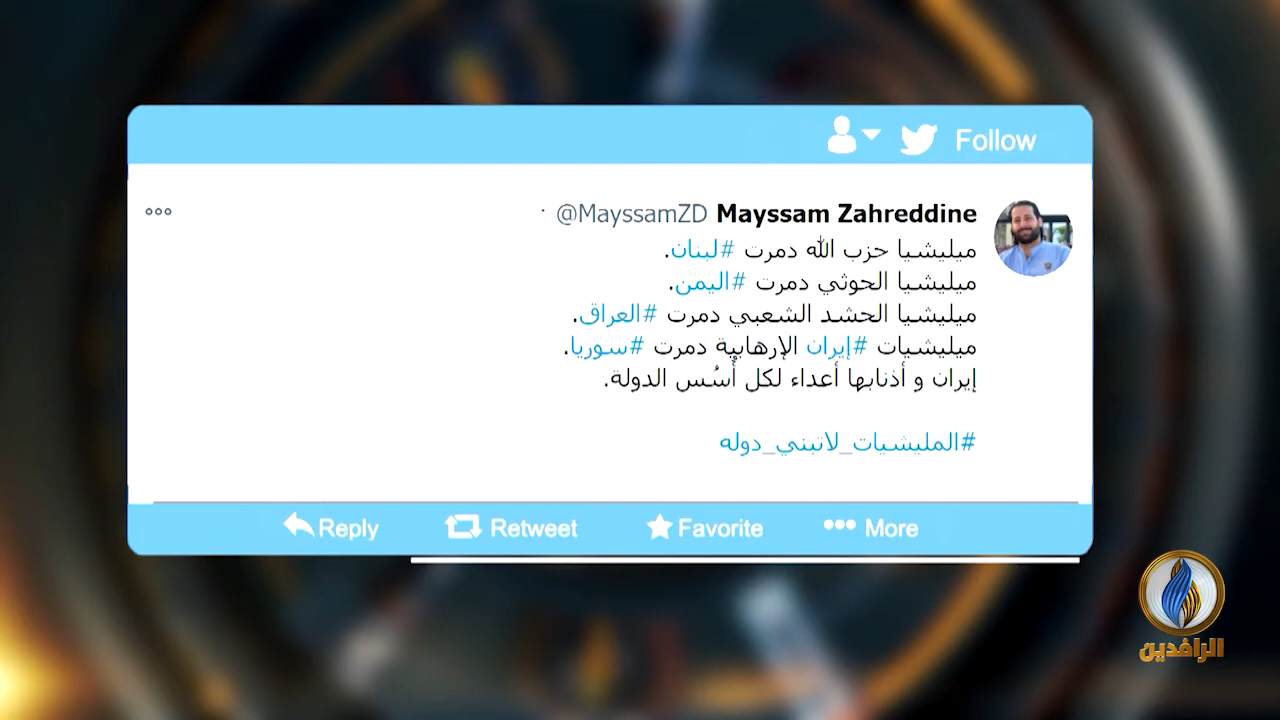 Follow
Mayssam Zahreddine @MayssamZD ·
ميليشيا حزب الله دمرت #لبنان.
ميليشيا الحوثي دمرت #اليمن.
ميليشيا الحشد الشعبي دمرت #العراق.
ميليشيات #إيران الإرهابية دمرت #سوريا.
إيران و أذنابها أعداء لكل أسُس الدولة.
#المليشيات_لاتبني_دوله
Reply Retweet Favorite More
الرافدين